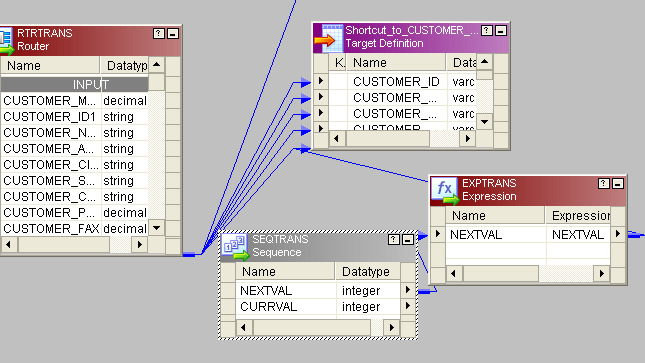 RTRTRANS
Router
Name Datatyp
INPUT
CUSTOMER_M... decimal
CUSTOMER_ID1 string
CUSTOMER_N... string
CUSTOMER_A... string
CUSTOMER_CI... string
CUSTOMER_S... string
CUSTOMER_C... string
CUSTOMER_P... decimal
CUSTOMER_FAX decimal
Shortcut_to_CUSTOMER_...
Target Definition
K. Name Data
CUSTOMER_ID varc
CUSTOMER_... varc
CUSTOMER_... varc
CUSTOMER varc
SEQTRANS
Sequence
Name Datatype
NEXTVAL integer
CURRVAL integer
EXPTRANS
Expression
Name Expression
NEXTVAL NEXTVAL